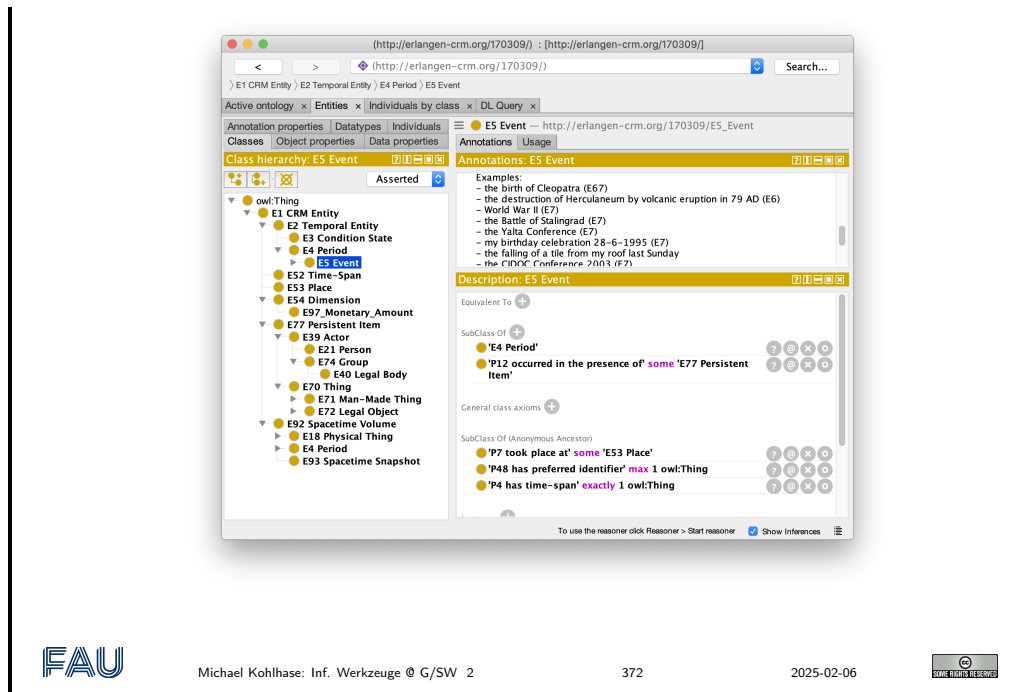 (http://erlangen-crm.org/170309/) : [http://erlangen-crm.org/170309/]
< > (http://erlangen-crm.org/170309/) Search...
〉E1 CRM Entity 〉E2 Temporal Entity 〉E4 Period 〉E5 Event
Active ontology × Entities × Individuals by class × DL Query ×
Annotation properties Datatypes Individuals
Classes Object properties Data properties
Class hierarchy: E5 Event
Asserted
owl:Thing
E1 CRM Entity
E2 Temporal Entity
E3 Condition State
E4 Period
E5 Event
E52 Time-Span
E53 Place
E54 Dimension
E97_Monetary_Amount
E77 Persistent Item
E39 Actor
E21 Person
E74 Group
E40 Legal Body
E70 Thing
E71 Man-Made Thing
E72 Legal Object
E92 Spacetime Volume
E18 Physical Thing
E4 Period
E93 Spacetime Snapshot
E5 Event — http://erlangen-crm.org/170309/E5_Event
Annotations Usage
Annotations: E5 Event
Examples:
- the birth of Cleopatra (E67)
- the destruction of Herculaneum by volcanic eruption in 79 AD (E6)
- World War II (E7)
- the Battle of Stalingrad (E7)
- the Yalta Conference (E7)
- my birthday celebration 28-6-1995 (E7)
- the falling of a tile from my roof last Sunday
- the CIDOC Conference 2003 (E7)
Description: E5 Event
Equivalent To
SubClass Of
'E4 Period'
'P12 occurred in the presence of' some 'E77 Persistent
Item'
General class axioms
SubClass Of (Anonymous Ancestor)
'P7 took place at' some 'E53 Place'
'P48 has preferred identifier' max 1 owl:Thing
'P4 has time-span' exactly 1 owl:Thing
To use the reasoner click Reasoner > Start reasoner Show Inferences
FAU
Michael Kohlhase: Inf. Werkzeuge @ G/SW 2 372 2025-02-06
cc
SOME RIGHTS RESERVED